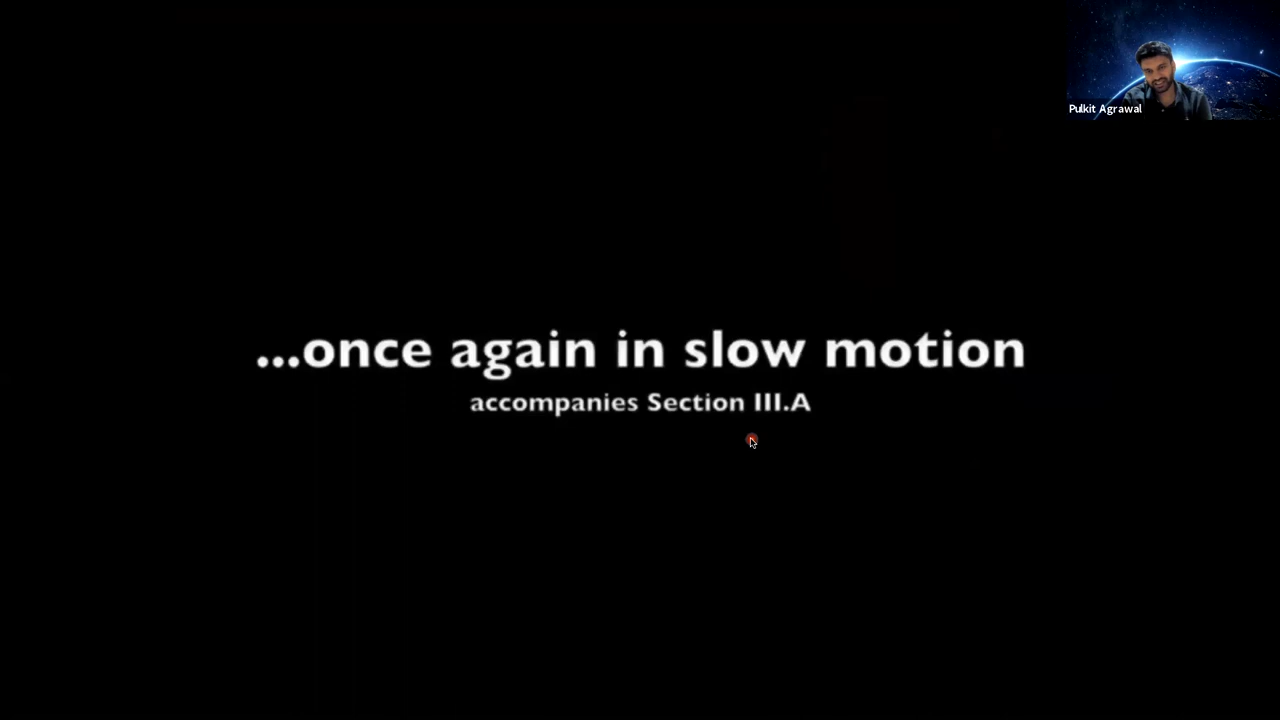 Pulkit Agrawal
...once again in slow motion
accompanies Section III.A